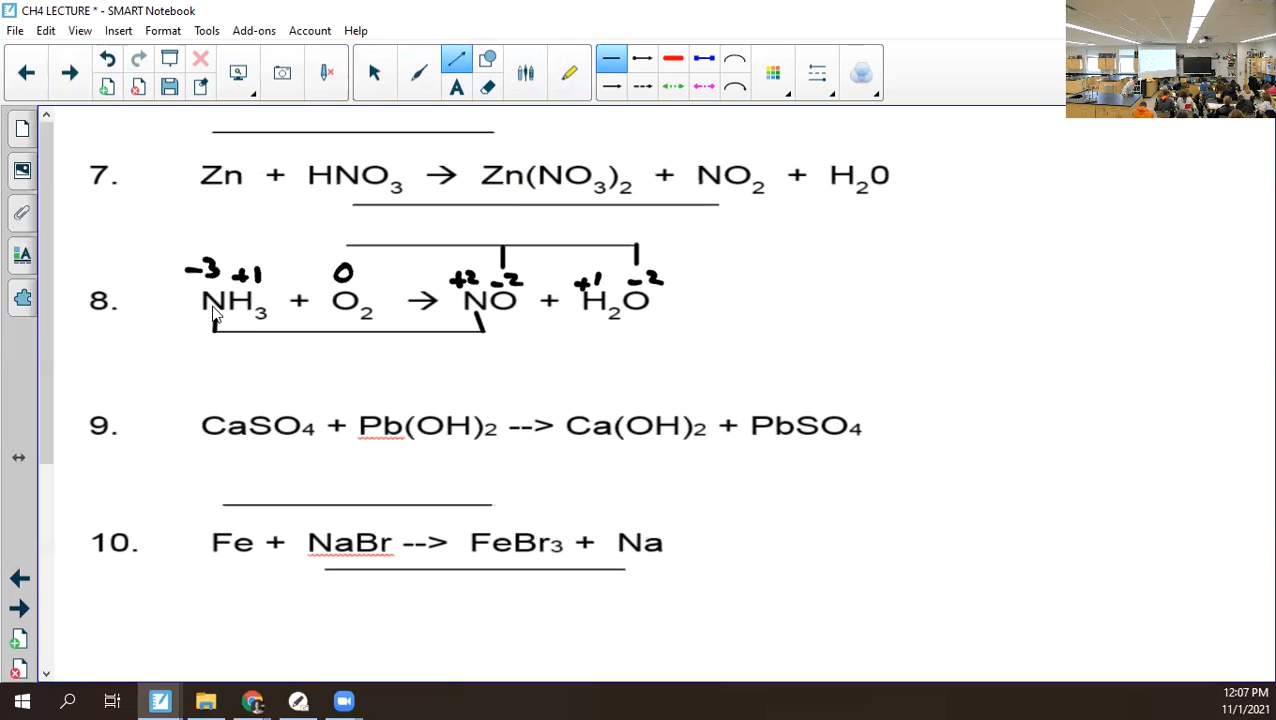 CH4 LECTURE * - SMART Notebook
File Edit View Insert Format Tools Add-ons Account Help
A
7. Zn + HNO3 → Zn(NO3)2 + NO2 + H20
-3 +1 0 +2 -2 +1 -2
8. NH3 + O2 → NO + H2O
9. CaSO4 + Pb(OH)2 --> Ca(OH)2 + PbSO4
10. Fe + NaBr --> FeBr3 + Na
12:07 PM
11/1/2021